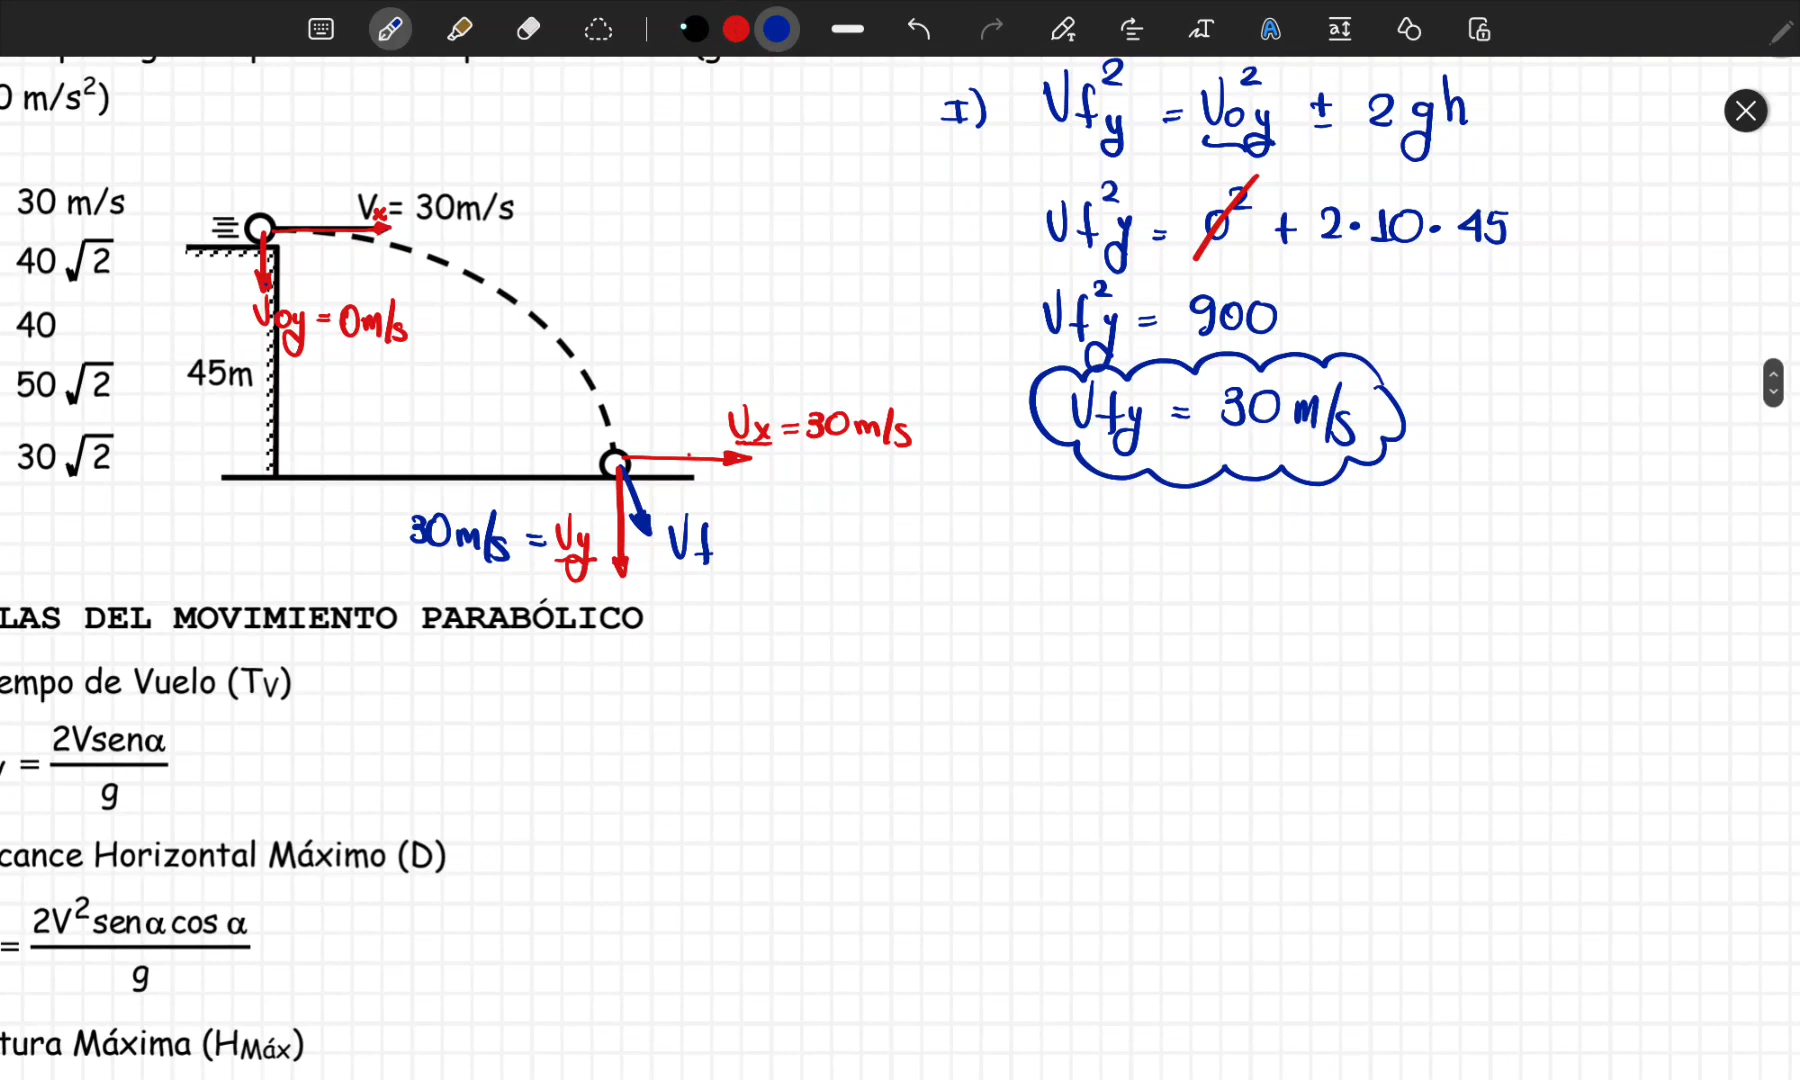 0 m/s²)
30 m/s
40 √2
40
50 √2
30 √2
Vx = 30m/s
Voy = 0m/s
45m
Vx = 30m/s
30m/s = Vy
Vf
I) Vfy² = Voy² ± 2gh
Vfy² = 0² + 2·10·45
Vfy² = 900
Vfy = 30 m/s
LAS DEL MOVIMIENTO PARABÓLICO
empo de Vuelo (TV)
= 2Vsenα / g
cance Horizontal Máximo (D)
= 2V² sen α cos α / g
tura Máxima (HMáx)